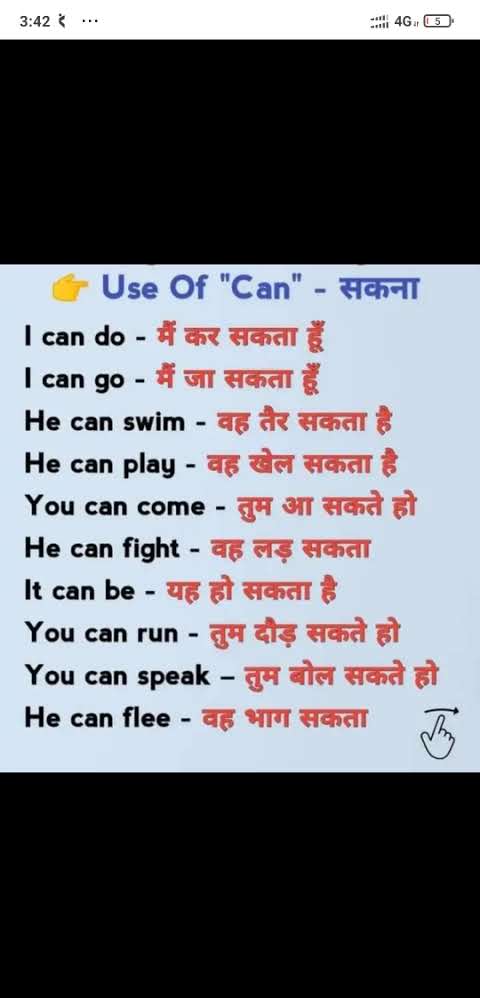 3:42 ...
4G 5
👉 Use Of "Can" - सकना
I can do - मैं कर सकता हूँ
I can go - मैं जा सकता हूँ
He can swim - वह तैर सकता है
He can play - वह खेल सकता है
You can come - तुम आ सकते हो
He can fight - वह लड़ सकता
It can be - यह हो सकता है
You can run - तुम दौड़ सकते हो
You can speak – तुम बोल सकते हो
He can flee - वह भाग सकता